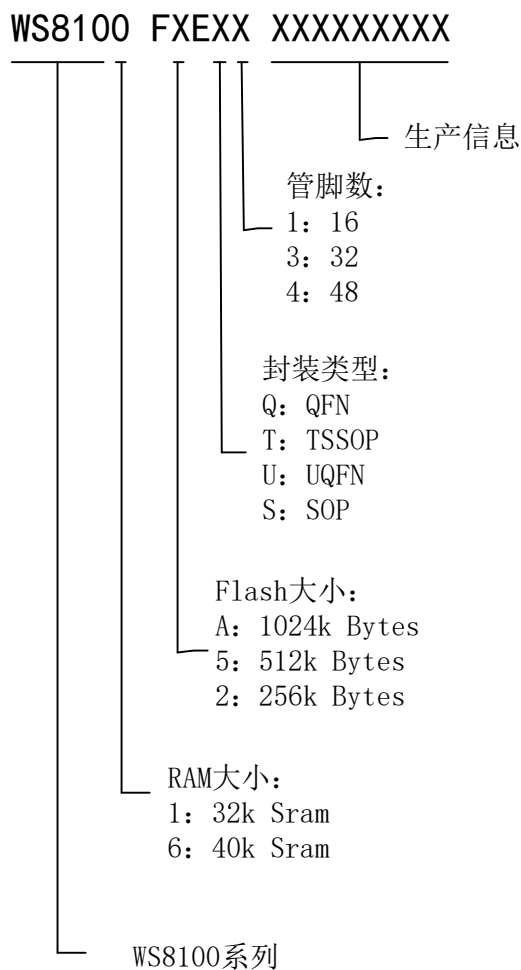 WS8100 FXEXX XXXXXXXXX
生产信息
管脚数：
1：16
3：32
4：48
封装类型：
Q：QFN
T：TSSOP
U：UQFN
S：SOP
Flash大小：
A：1024k Bytes
5：512k Bytes
2：256k Bytes
RAM大小：
1：32k Sram
6：40k Sram
WS8100系列